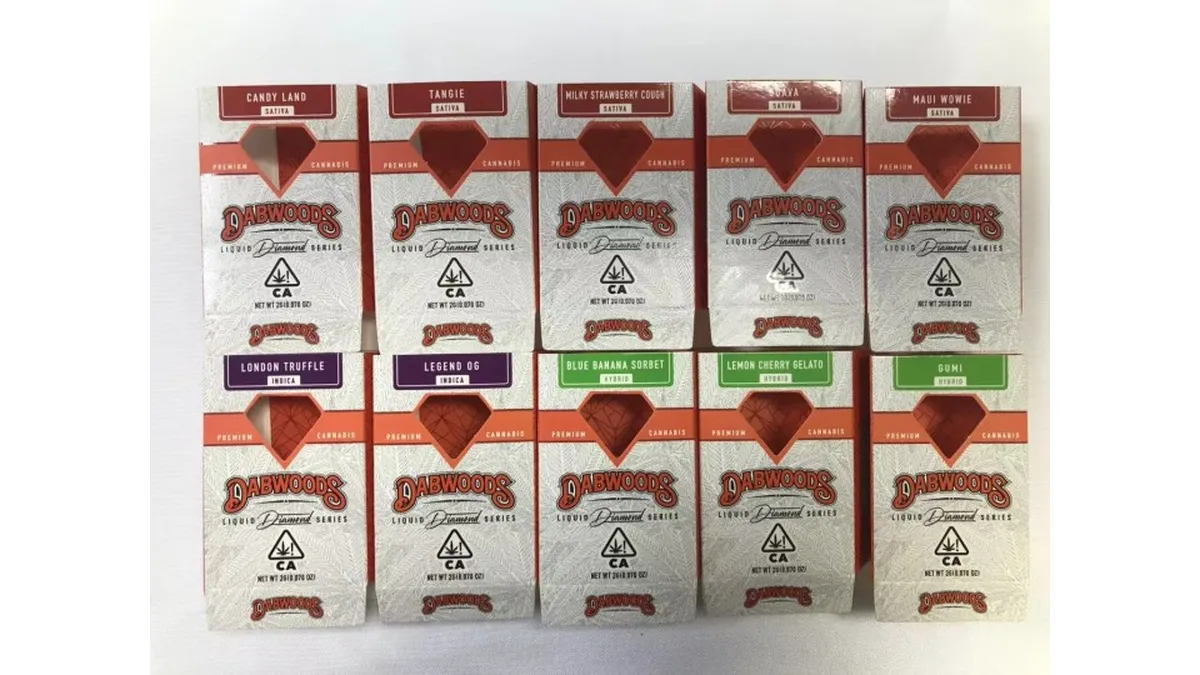 CANDY LAND
SATIVA
PREMIUM CANNABIS
DABWOODS
LIQUID Diamond SERIES
CA
NET WT 2G (0.070 OZ)
DABWOODS
TANGIE
SATIVA
PREMIUM CANNABIS
DABWOODS
LIQUID Diamond SERIES
CA
NET WT 2G (0.070 OZ)
DABWOODS
MILKY STRAWBERRY COUGH
SATIVA
PREMIUM CANNABIS
DABWOODS
LIQUID Diamond SERIES
CA
NET WT 2G (0.070 OZ)
DABWOODS
SATIVA
PREMIUM CANNABIS
DABWOODS
LIQUID Diamond SERIES
CA
NET WT 2G (0.070 OZ)
DABWOODS
MAUI WOWIE
SATIVA
PREMIUM CANNABIS
DABWOODS
LIQUID Diamond SERIES
CA
NET WT 2G (0.070 OZ)
DABWOODS
LONDON TRUFFLE
INDICA
PREMIUM CANNABIS
DABWOODS
LIQUID Diamond SERIES
CA
NET WT 2G (0.070 OZ)
DABWOODS
LEGEND OG
INDICA
PREMIUM CANNABIS
DABWOODS
LIQUID Diamond SERIES
CA
NET WT 2G (0.070 OZ)
DABWOODS
BLUE BANANA SORBET
HYBRID
PREMIUM CANNABIS
DABWOODS
LIQUID Diamond SERIES
CA
NET WT 2G (0.070 OZ)
DABWOODS
LEMON CHERRY GELATO
HYBRID
PREMIUM CANNABIS
DABWOODS
LIQUID Diamond SERIES
CA
NET WT 2G (0.070 OZ)
DABWOODS
GUMI
HYBRID
PREMIUM CANNABIS
DABWOODS
LIQUID Diamond SERIES
CA
NET WT 2G (0.070 OZ)
DABWOODS